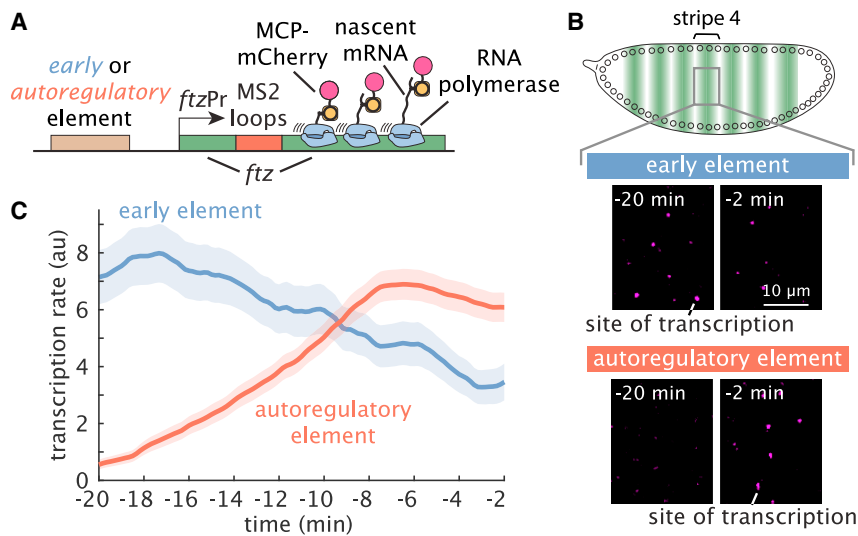 A
early or
autoregulatory
element
ftzPr
MS2
loops
MCP-
mCherry
nascent
mRNA
RNA
polymerase
ftz
B
stripe 4
early element
-20 min
-2 min
10 μm
site of transcription
autoregulatory element
-20 min
-2 min
site of transcription
C
early element
autoregulatory
element
transcription rate (au)
8
6
4
2
0
-20 -18 -16 -14 -12 -10 -8 -6 -4 -2
time (min)